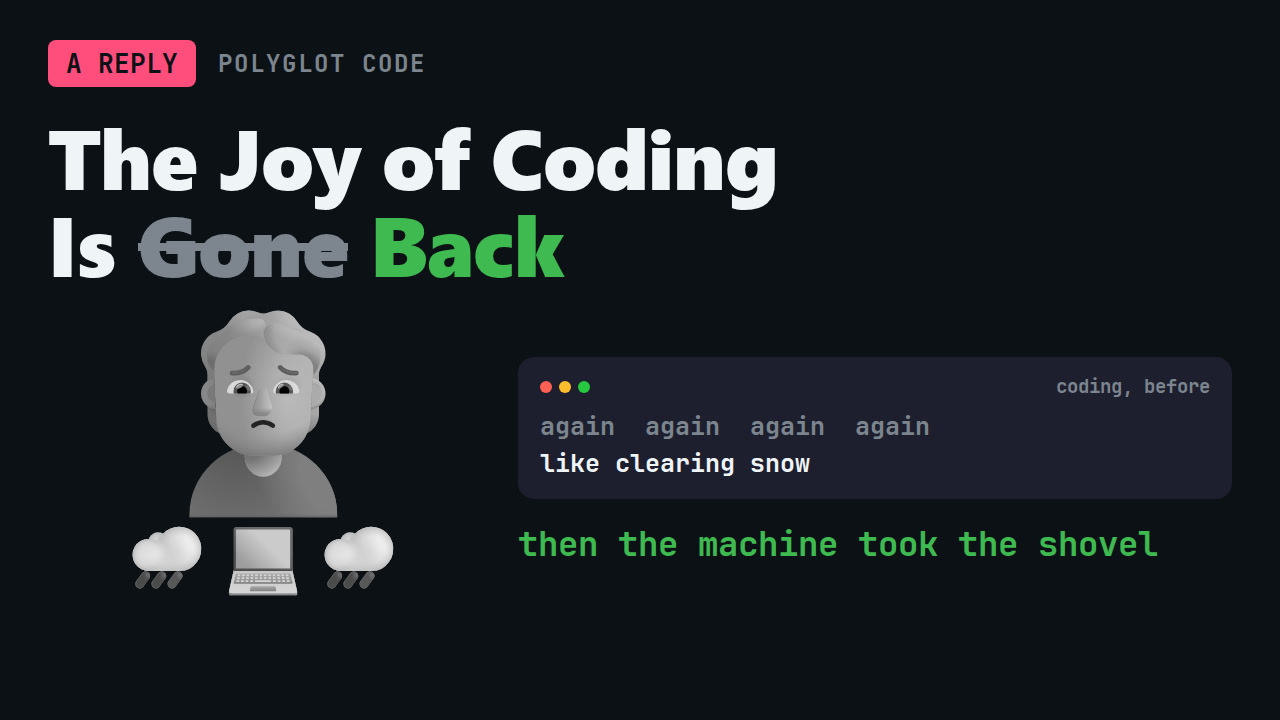 A REPLY POLYGLOT CODE
The Joy of Coding
Is Gone Back
coding, before
again again again again
like clearing snow
then the machine took the shovel